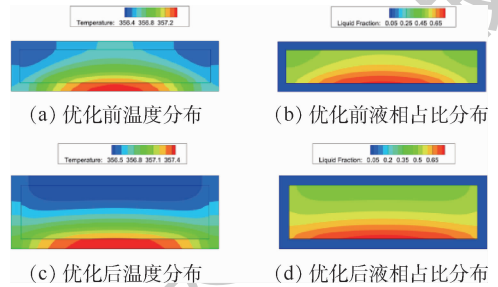 Temperature: 356.4 356.8 357.2
Liquid Fraction: 0.05 0.25 0.45 0.65
(a) 优化前温度分布
(b) 优化前液相占比分布
Temperature: 356.5 356.8 357.1 357.4
Liquid Fraction: 0.05 0.2 0.35 0.5 0.65
(c) 优化后温度分布
(d) 优化后液相占比分布